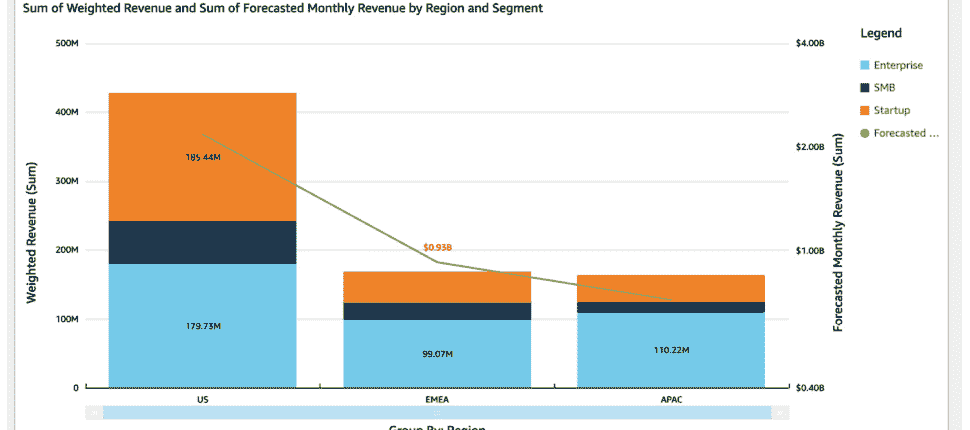 Sum of Weighted Revenue and Sum of Forecasted Monthly Revenue by Region and Segment
Weighted Revenue (Sum)
500M
400M
300M
200M
100M
0
185.44M
179.73M
$0.93B
99.07M
110.22M
US
EMEA
APAC
Group By: Region
$4.00B
$2.00B
$1.00B
$0.40B
Forecasted Monthly Revenue (Sum)
Legend
Enterprise
SMB
Startup
Forecasted ...